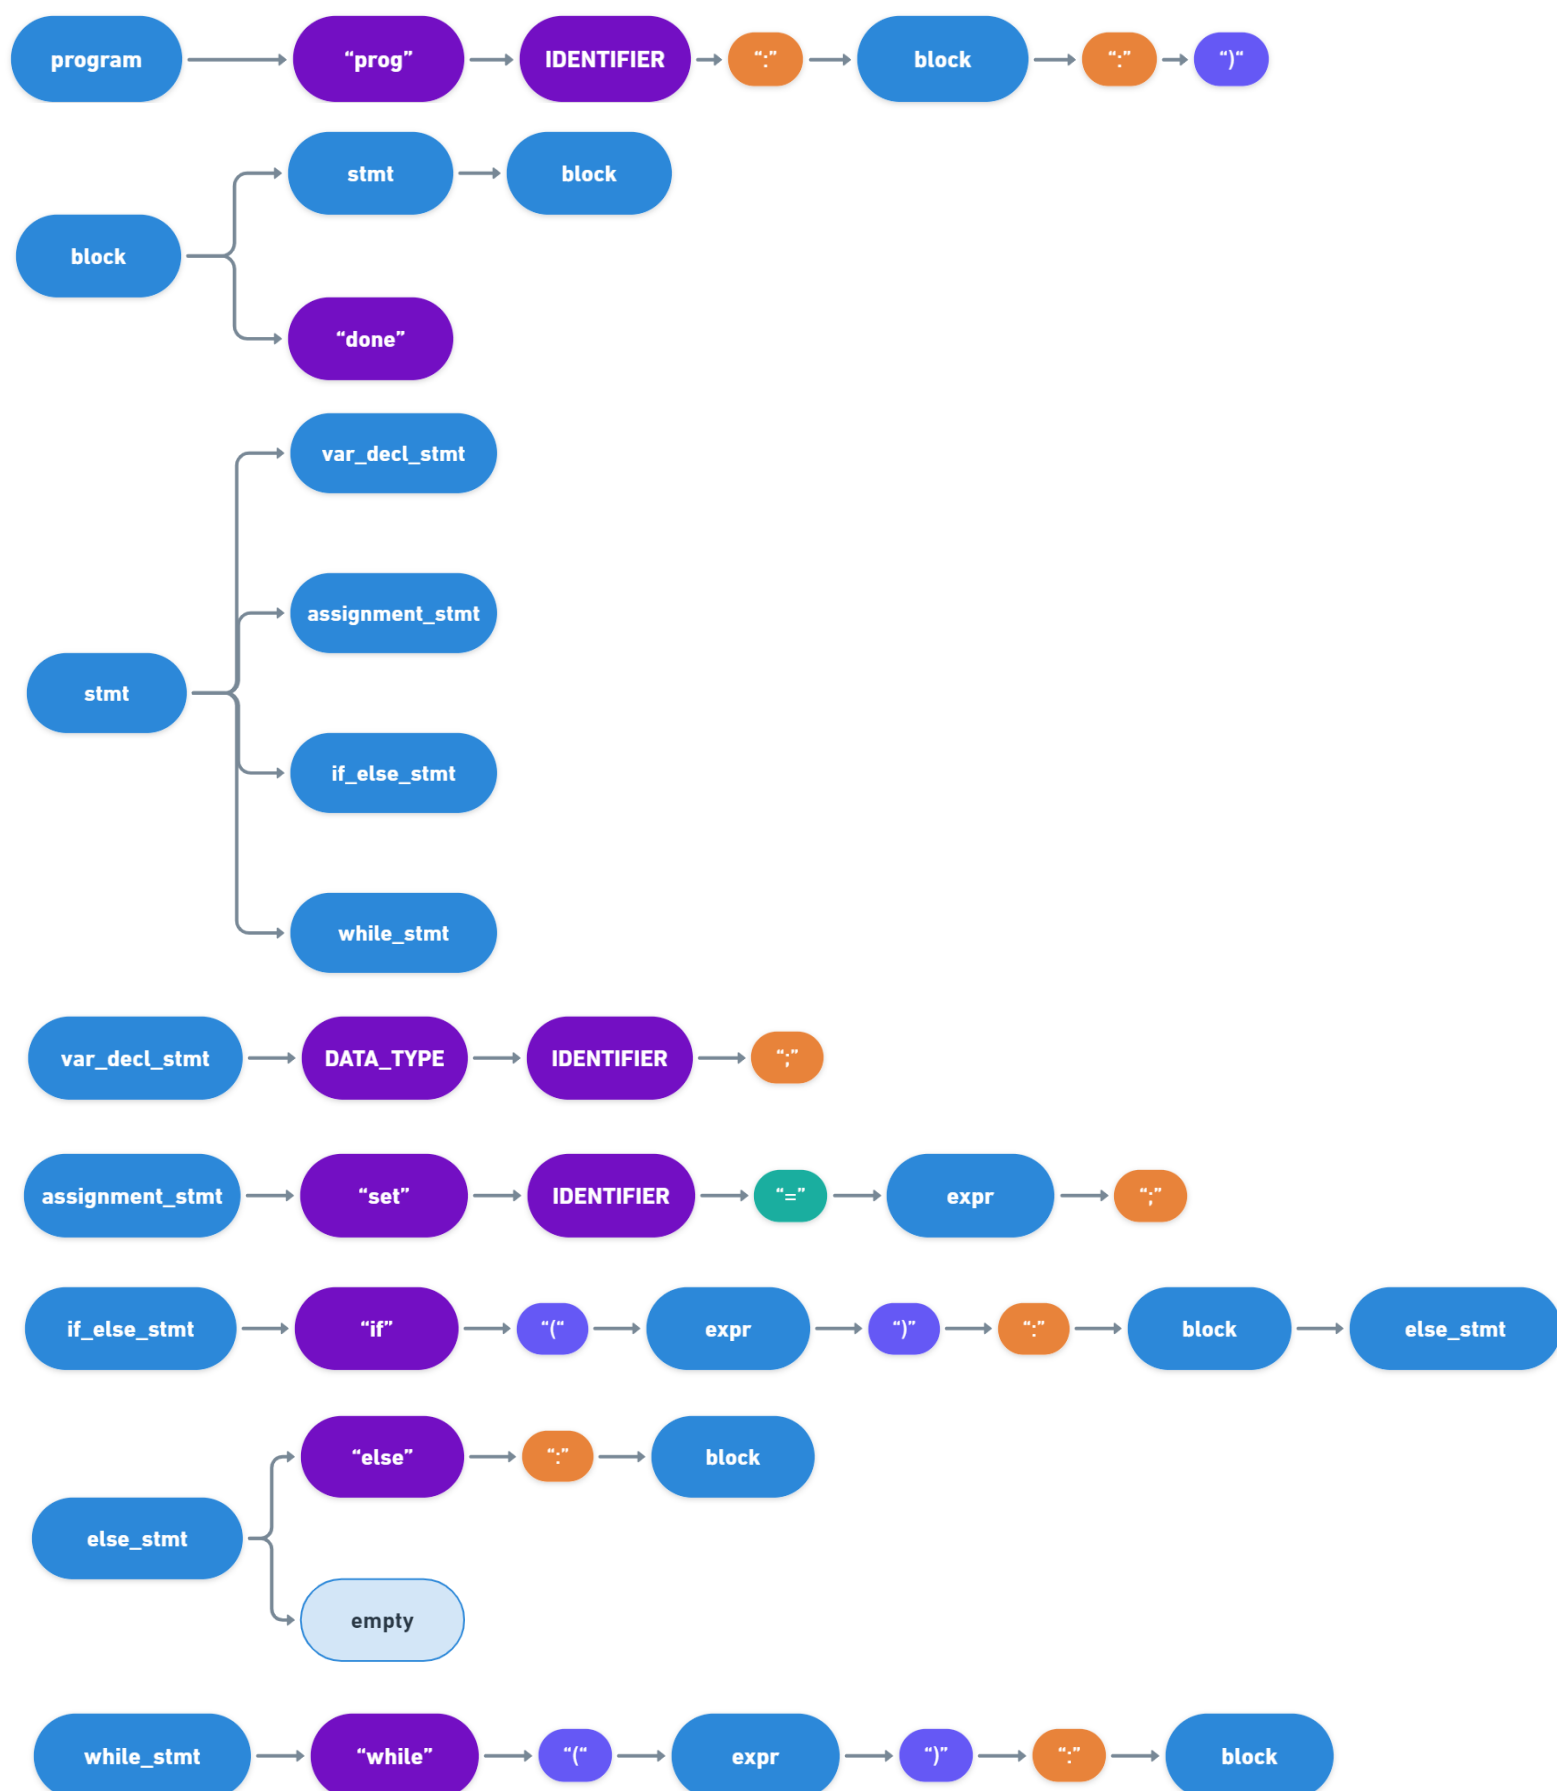 program “prog” IDENTIFIER “:” block “:” “)“
stmt block
block
“done”
var_decl_stmt
assignment_stmt
stmt
if_else_stmt
while_stmt
var_decl_stmt DATA_TYPE IDENTIFIER “;”
assignment_stmt “set” IDENTIFIER “=” expr “;”
if_else_stmt “if” “(“ expr “)” “:” block else_stmt
“else” “:” block
else_stmt
empty
while_stmt “while” “(“ expr “)” “:” block